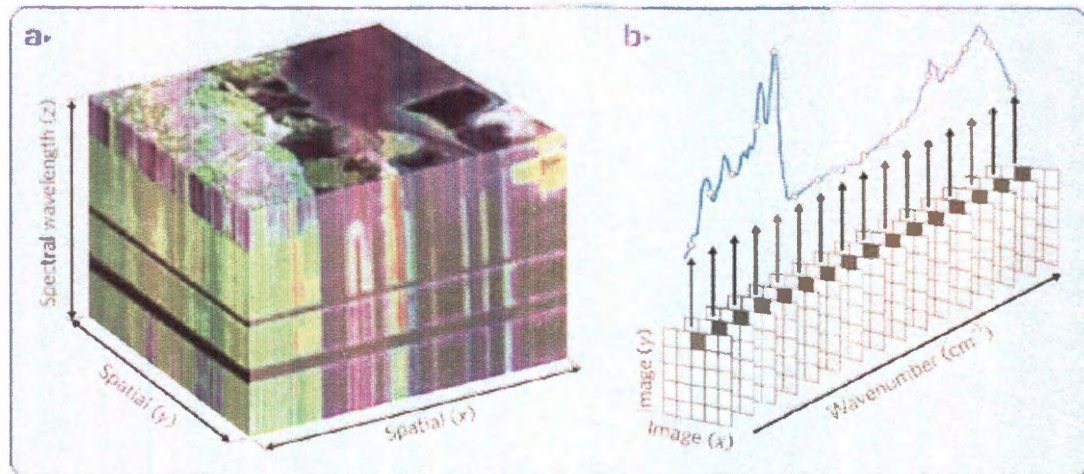 a.
Spectral wavelength (z)
Spatial (y)
Spatial (x)
b.
Image (y)
Image (x)
Wavenumber (cm⁻¹)